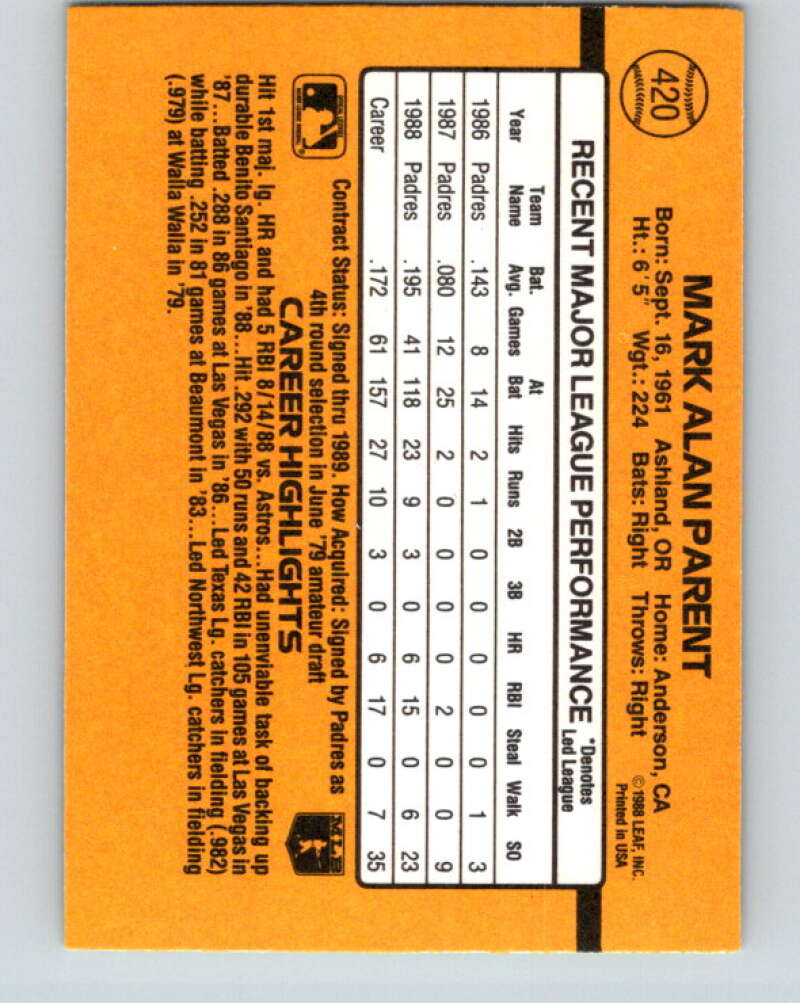 420
MARK ALAN PARENT
Born: Sept. 16, 1961 Ashland, OR Home: Anderson, CA
Ht.: 6' 5" Wgt.: 224 Bats: Right Throws: Right
© 1988 LEAF, INC.
Printed in USA
RECENT MAJOR LEAGUE PERFORMANCE *Denotes Led League
Year Team Name Bat. Avg. Games At Bat Hits Runs 2B 3B HR RBI Steal Walk SO
1986 Padres .143 8 14 2 1 0 0 0 0 0 1 3
1987 Padres .080 12 25 2 0 0 0 0 2 0 0 9
1988 Padres .195 41 118 23 9 3 0 6 15 0 6 23
Career .172 61 157 27 10 3 0 6 17 0 7 35
Contract Status: Signed thru 1989. How Acquired: Signed by Padres as
4th round selection in June '79 amateur draft
MLB
CAREER HIGHLIGHTS
Hit 1st maj. lg. HR and had 5 RBI 8/14/88 vs. Astros...Had unenviable task of backing up
durable Benito Santiago in '88...Hit .292 with 50 runs and 42 RBI in 105 games at Las Vegas in
'87...Batted .288 in 86 games at Las Vegas in '86...Led Texas Lg. catchers in fielding (.982)
while batting .252 in 81 games at Beaumont in '83...Led Northwest Lg. catchers in fielding
(.979) at Walla Walla in '79.